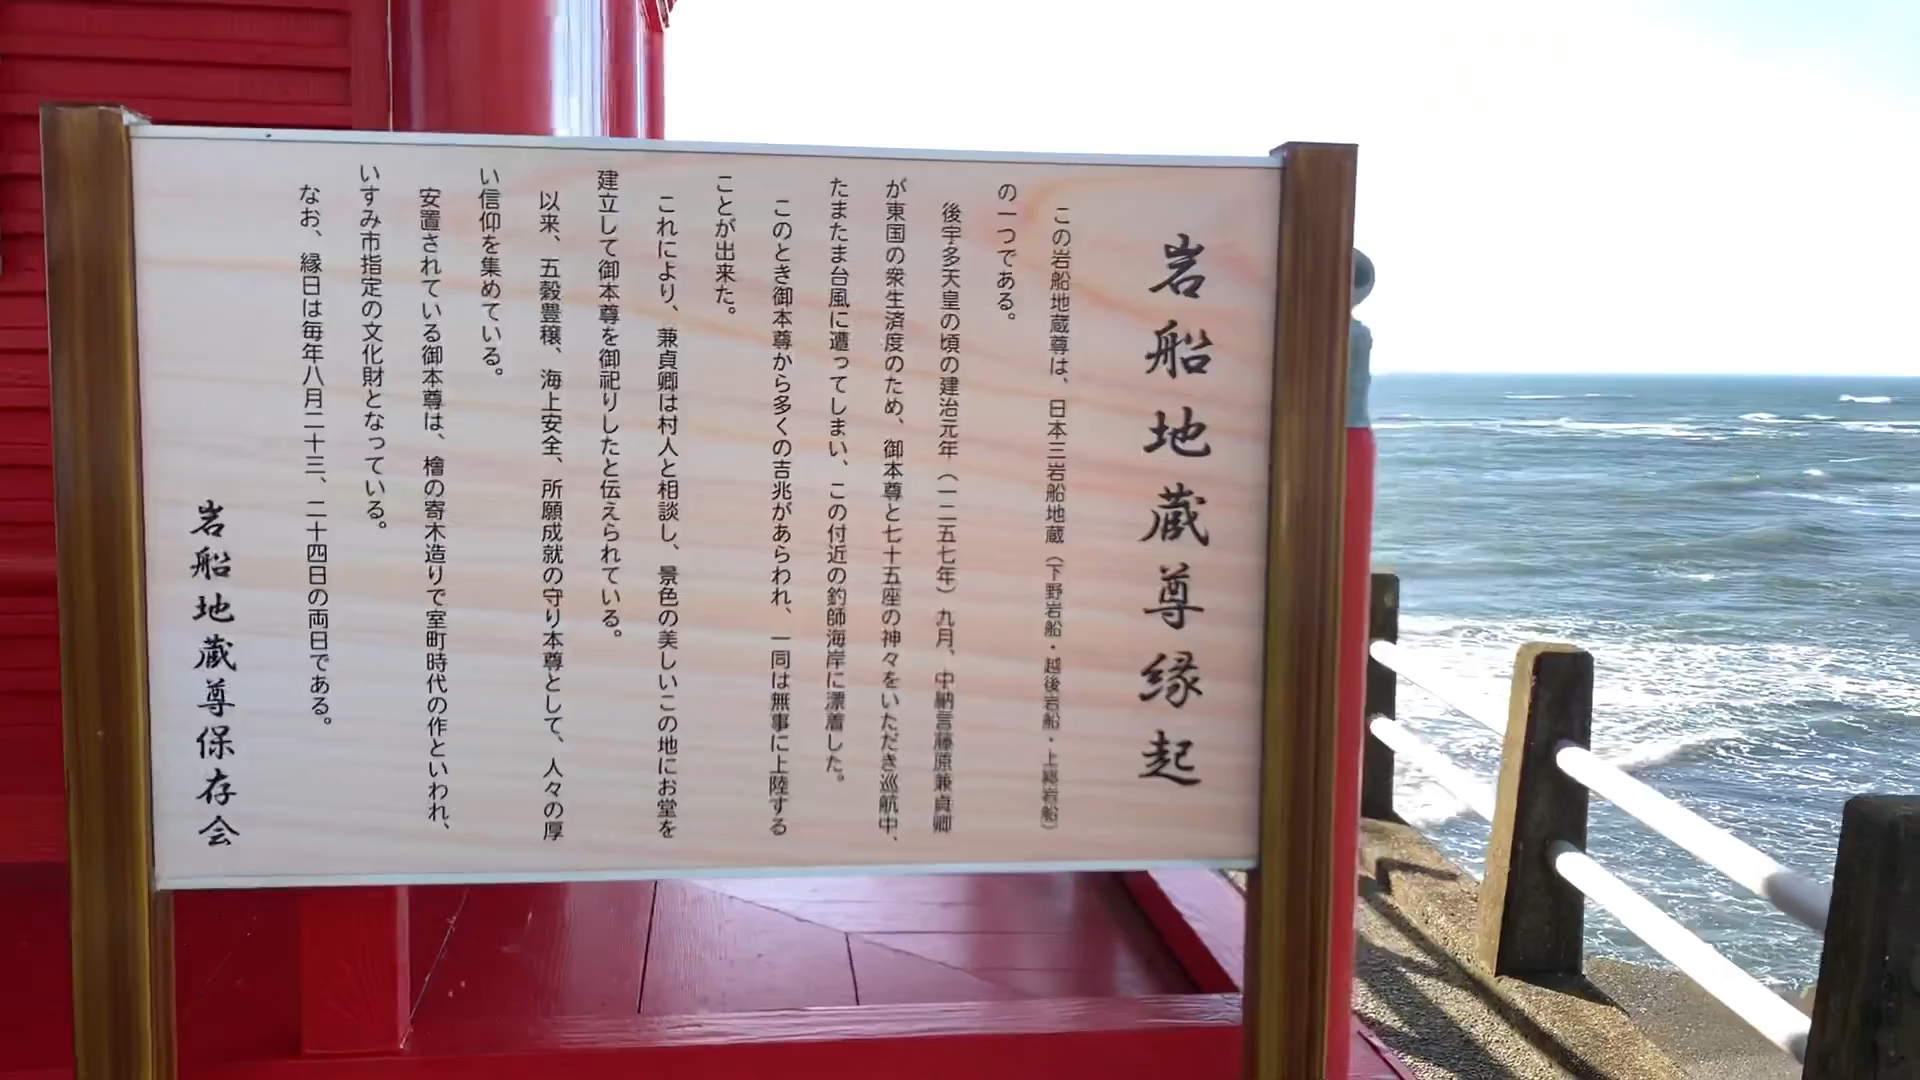 岩船地蔵尊縁起
この岩船地蔵尊は、日本三岩船地蔵（下野岩船・越後岩船・上総岩船）
の一つである。
後宇多天皇の頃の建治元年（一二五七年）九月、中納言藤原兼貞卿
が東国の衆生済度のため、御本尊と七十五座の神々をいただき巡航中、
たまたま台風に遭ってしまい、この付近の釣師海岸に漂着した。
このとき御本尊から多くの吉兆があらわれ、一同は無事に上陸する
ことが出来た。
これにより、兼貞卿は村人と相談し、景色の美しいこの地にお堂を
建立して御本尊を御祀りしたと伝えられている。
以来、五穀豊穣、海上安全、所願成就の守り本尊として、人々の厚
い信仰を集めている。
安置されている御本尊は、檜の寄木造りで室町時代の作といわれ、
いすみ市指定の文化財となっている。
なお、縁日は毎年八月二十三、二十四日の両日である。
岩船地蔵尊保存会